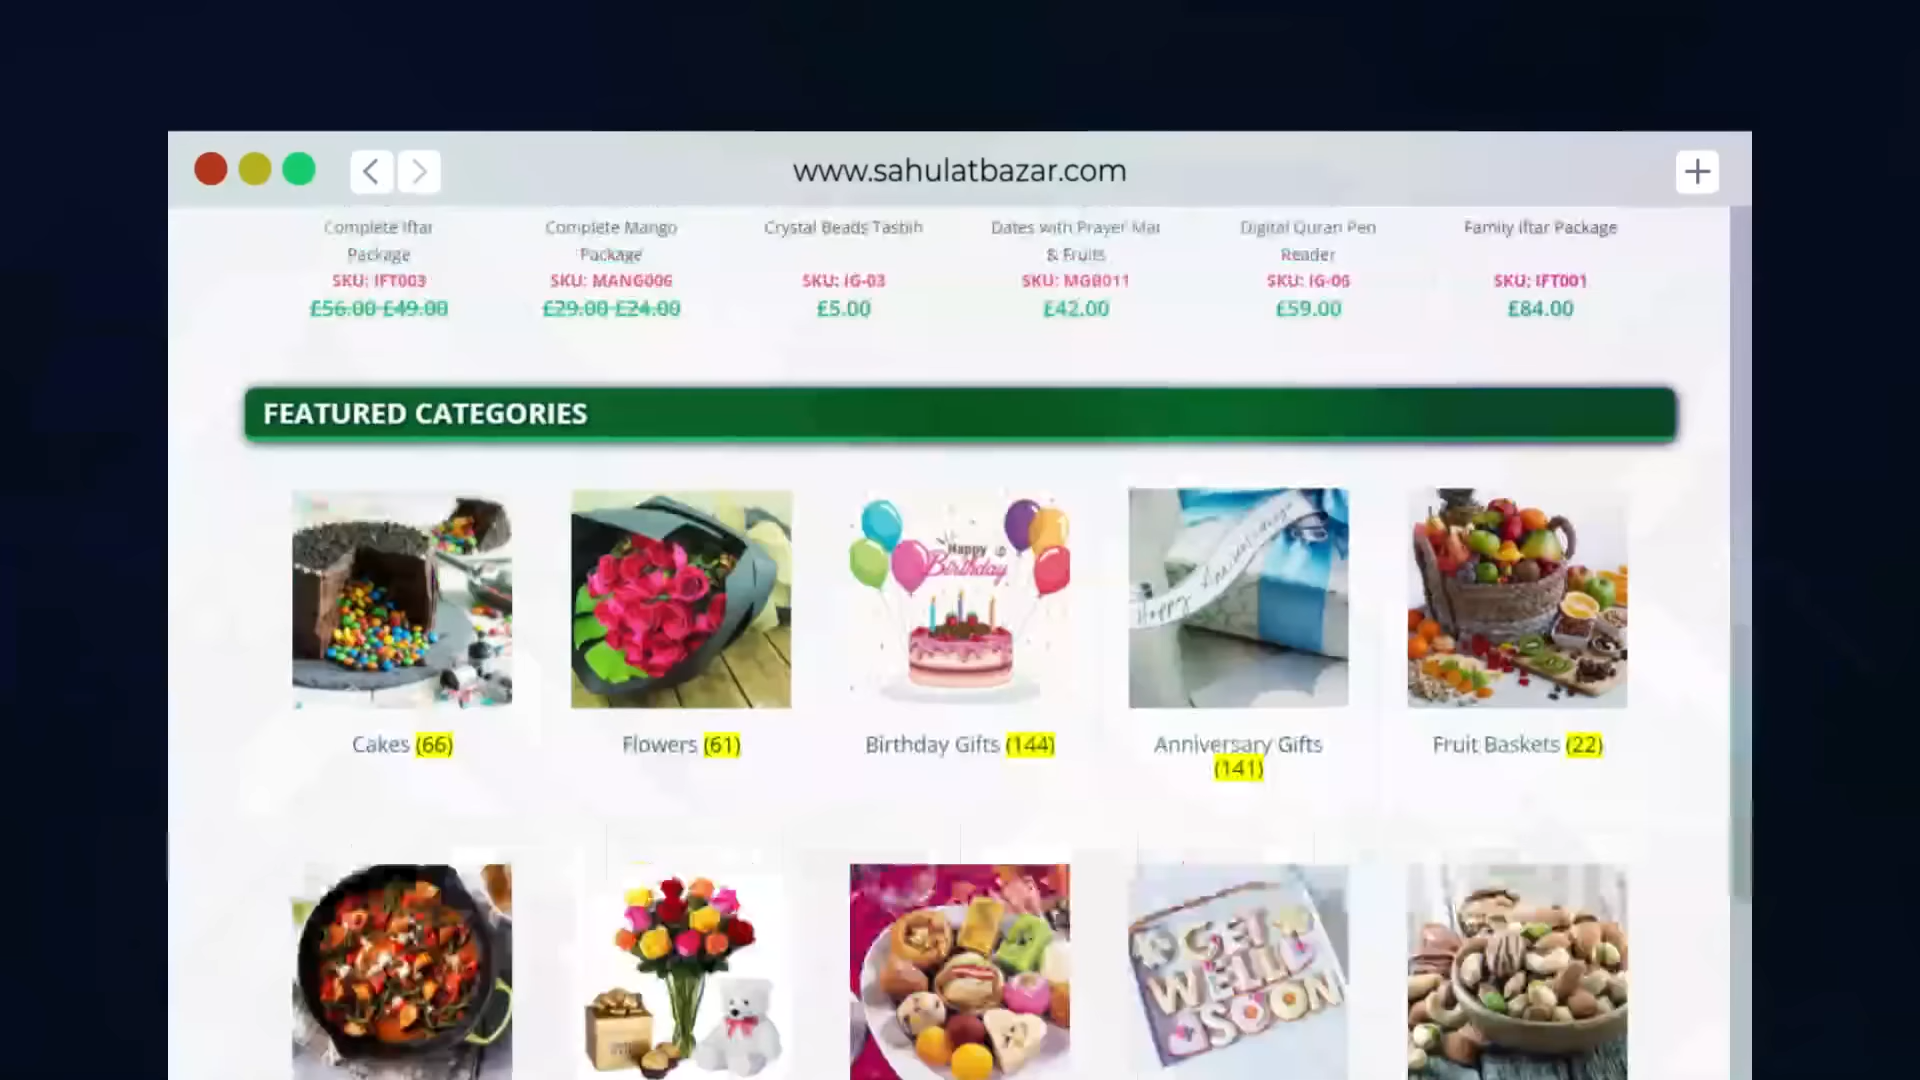 www.sahulatbazar.com
Complete Iftar
Package
SKU: IFT003
£56.00 £49.00
Complete Mango
Package
SKU: MANG006
£29.00 £24.00
Crystal Beads Tasbih
SKU: IG-03
£5.00
Dates with Prayer Mat
& Fruits
SKU: MGB011
£42.00
Digital Quran Pen
Reader
SKU: IG-06
£59.00
Family Iftar Package
SKU: IFT001
£84.00
FEATURED CATEGORIES
Happy
Birthday
Happy Anniversary
Cakes (66)
Flowers (61)
Birthday Gifts (144)
Anniversary Gifts
(141)
Fruit Baskets (22)
GET
WELL
SOON